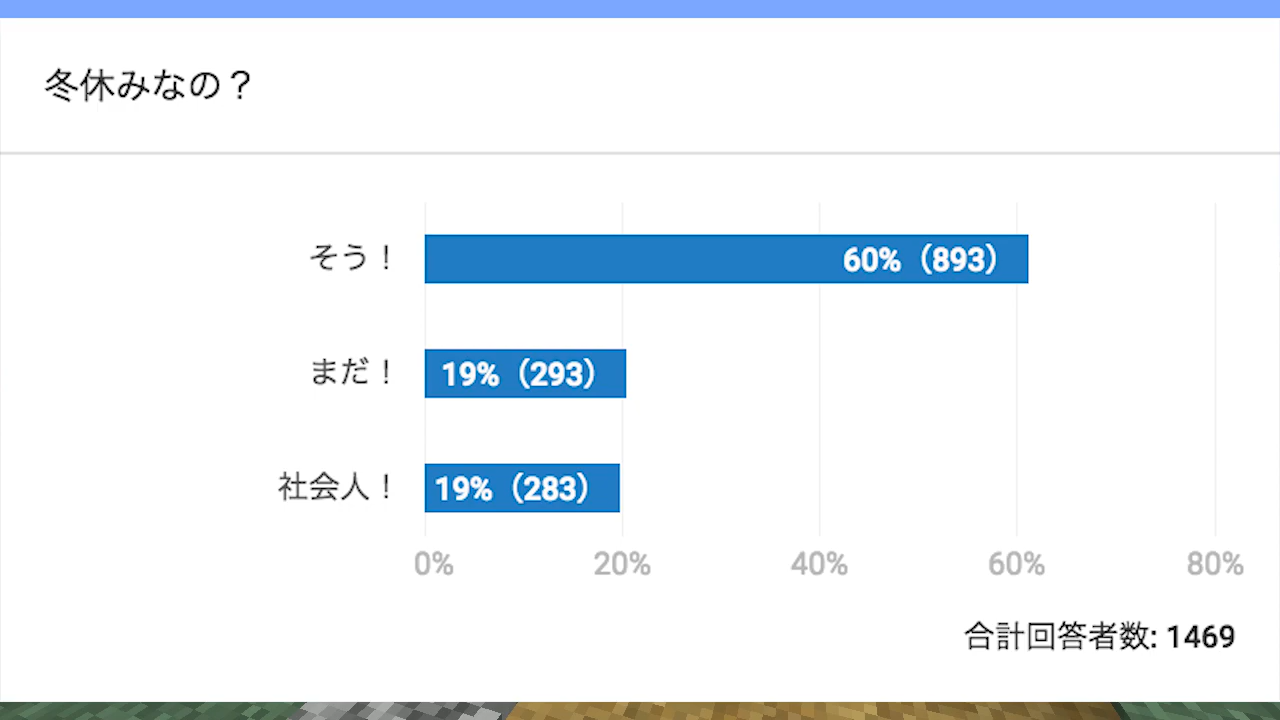 冬休みなの？
そう！
60%（893）
まだ！
19%（293）
社会人！
19%（283）
0% 20% 40% 60% 80%
合計回答者数: 1469